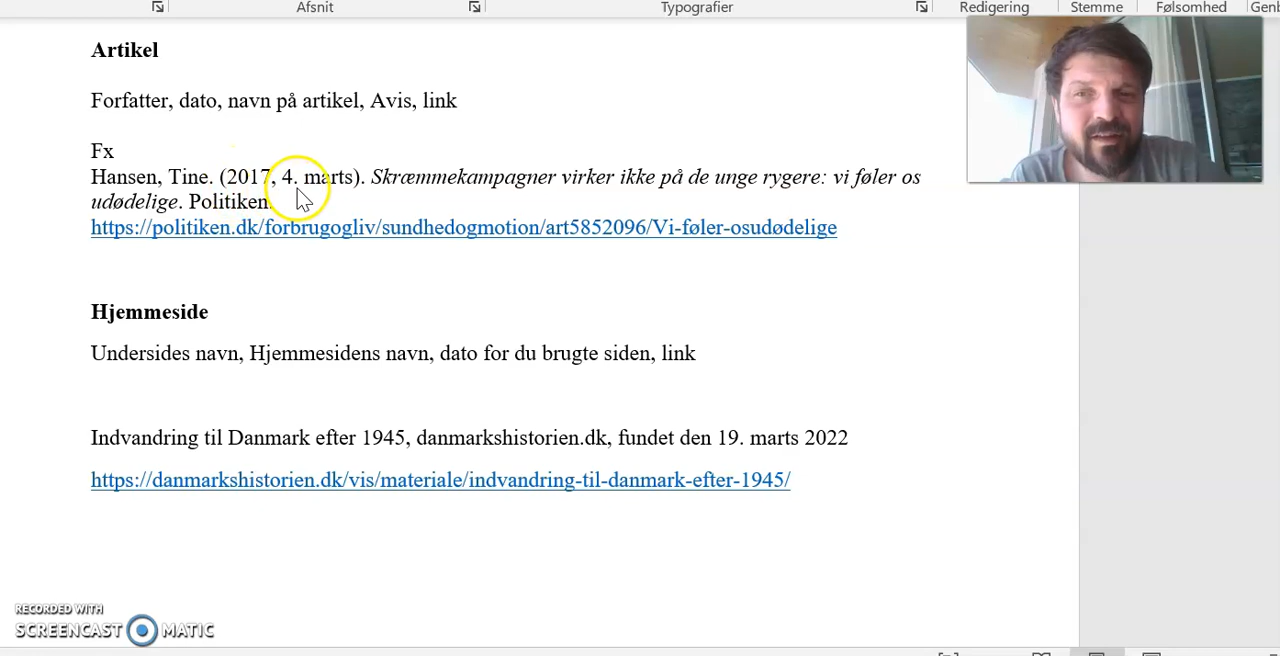 Afsnit Typografier Redigering Stemme Følsomhed Genb
Artikel
Forfatter, dato, navn på artikel, Avis, link
Fx
Hansen, Tine. (2017, 4. marts). Skræmmekampagner virker ikke på de unge rygere: vi føler os
udødelige. Politiken.
https://politiken.dk/forbrugogliv/sundhedogmotion/art5852096/Vi-føler-osudødelige
Hjemmeside
Undersides navn, Hjemmesidens navn, dato for du brugte siden, link
Indvandring til Danmark efter 1945, danmarkshistorien.dk, fundet den 19. marts 2022
https://danmarkshistorien.dk/vis/materiale/indvandring-til-danmark-efter-1945/
RECORDED WITH
SCREENCAST MATIC